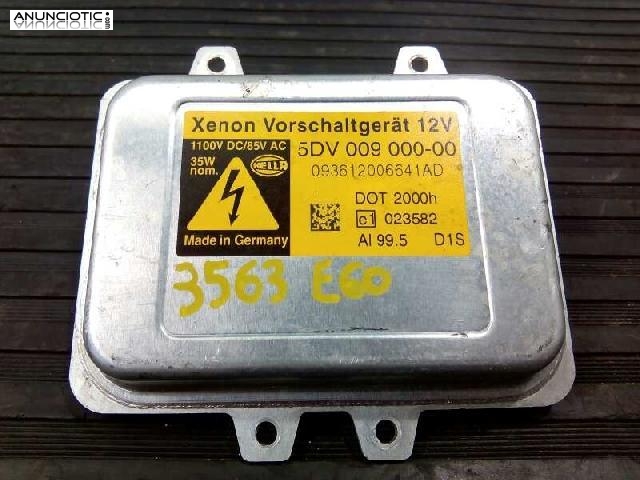 ANUNCIOTIC.com
Xenon Vorschaltgerät 12V
1100V DC/85V AC
35W
nom.
HELLA
5DV 009 000-00
093612006641AD
DOT 2000h
e1 023582
AI 99.5 D1S
Made in Germany
3563 E60